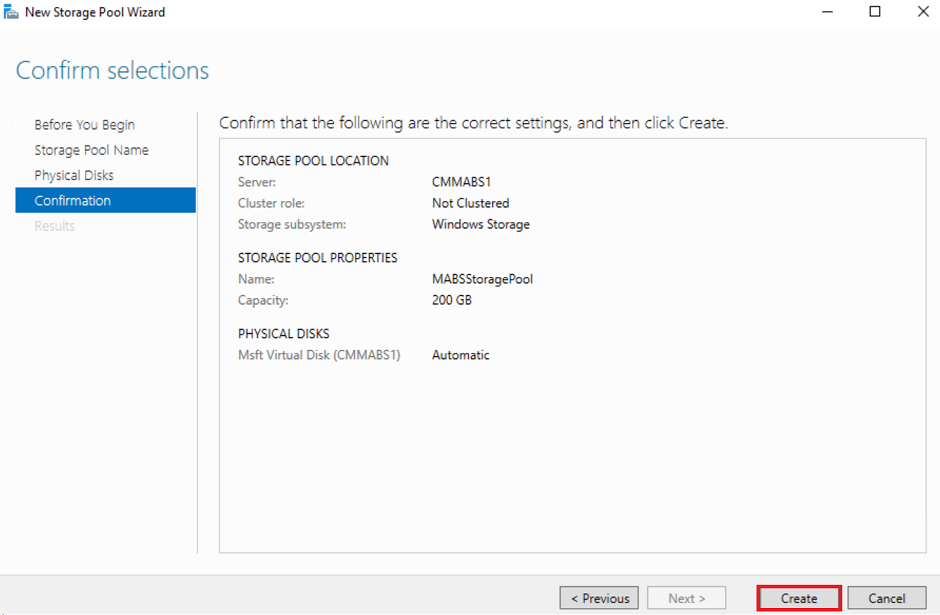 New Storage Pool Wizard
Confirm selections
Before You Begin
Storage Pool Name
Physical Disks
Confirmation
Results
Confirm that the following are the correct settings, and then click Create.
STORAGE POOL LOCATION
Server: CMMABS1
Cluster role: Not Clustered
Storage subsystem: Windows Storage
STORAGE POOL PROPERTIES
Name: MABSStoragePool
Capacity: 200 GB
PHYSICAL DISKS
Msft Virtual Disk (CMMABS1) Automatic
< Previous Next > Create Cancel